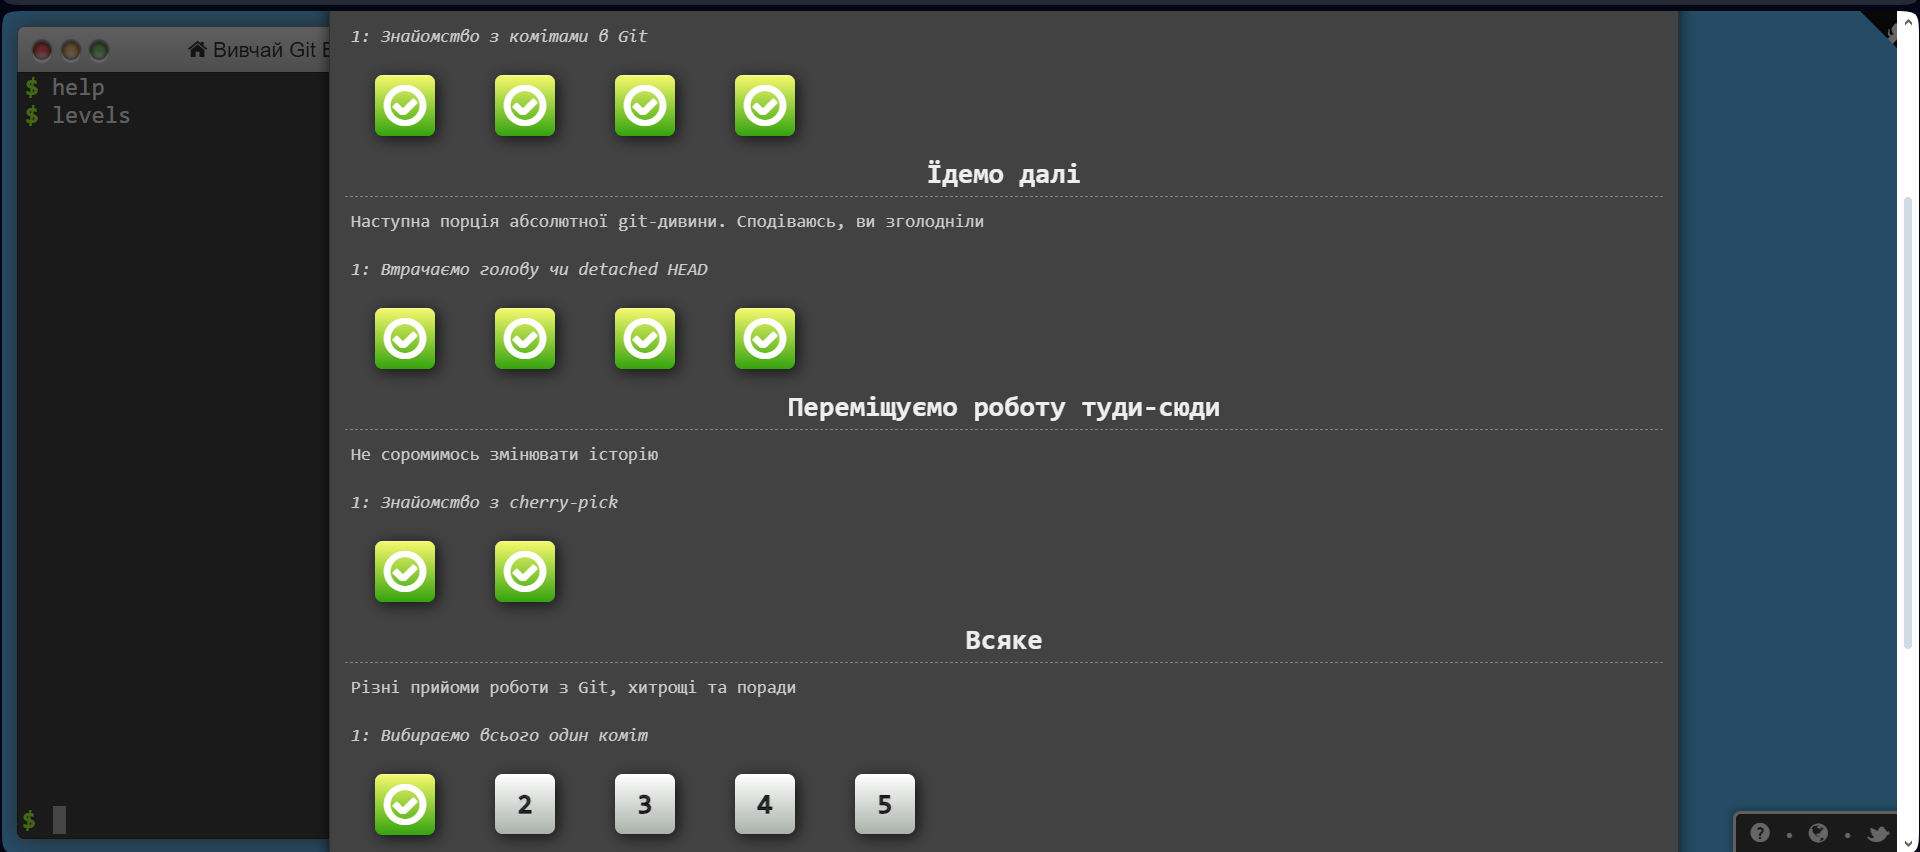 Вивчай Git
$ help
$ levels
$
1: Знайомство з комітами в Git
Їдемо далі
Наступна порція абсолютної git-дивини. Сподіваюсь, ви зголодніли
1: Втрачаємо голову чи detached HEAD
Переміщуємо роботу туди-сюди
Не соромимось змінювати історію
1: Знайомство з cherry-pick
Всяке
Різні прийоми роботи з Git, хитрощі та поради
1: Вибираємо всього один коміт
2 3 4 5